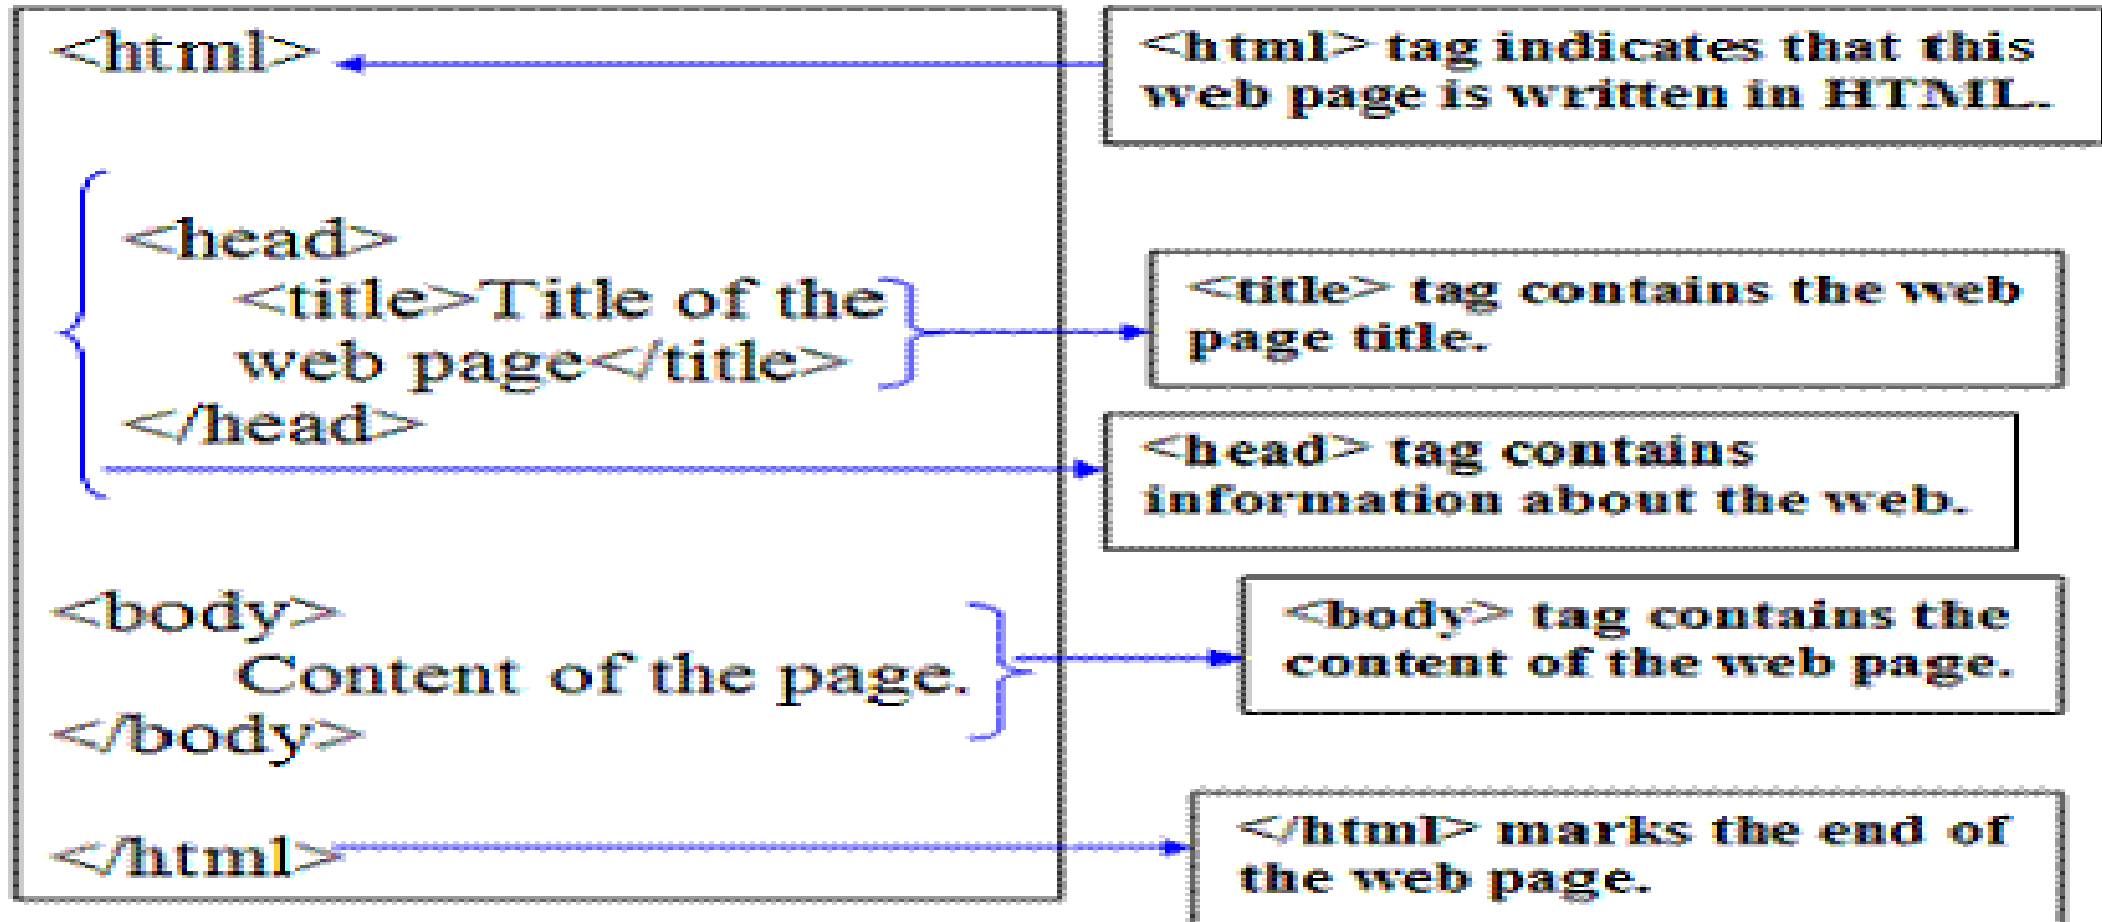 <html>
<html> tag indicates that this
web page is written in HTML.
<head>
<title>Title of the
web page</title>
</head>
<title> tag contains the web
page title.
<head> tag contains
information about the web.
<body>
Content of the page.
</body>
<body> tag contains the
content of the web page.
</html>
</html> marks the end of
the web page.